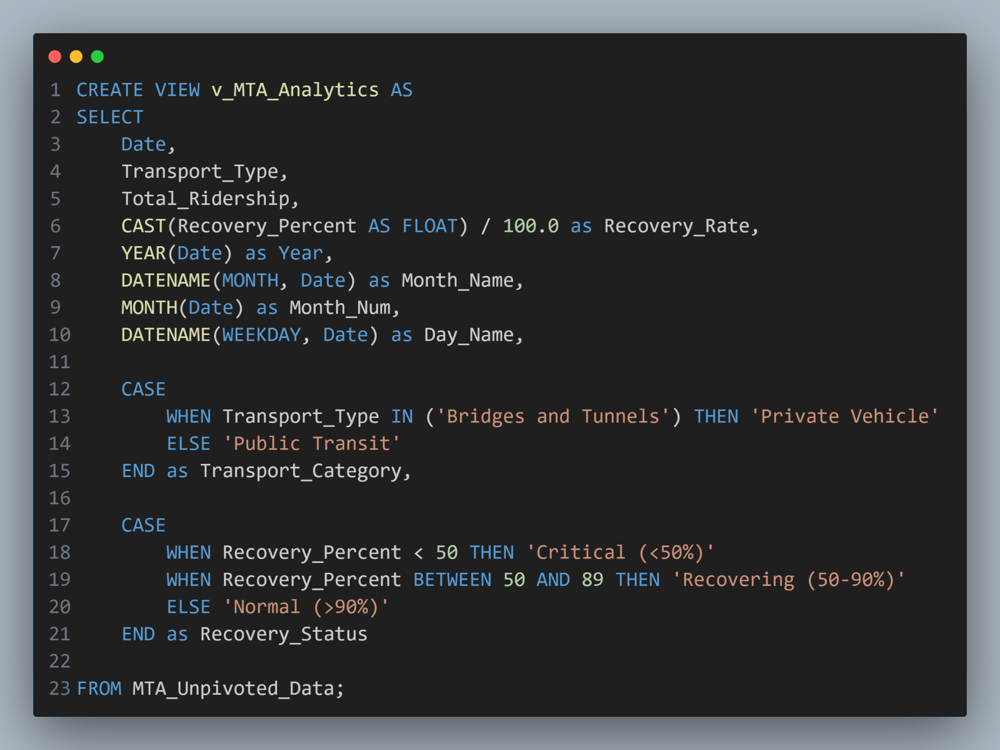 1 CREATE VIEW v_MTA_Analytics AS
2 SELECT
3     Date,
4     Transport_Type,
5     Total_Ridership,
6     CAST(Recovery_Percent AS FLOAT) / 100.0 as Recovery_Rate,
7     YEAR(Date) as Year,
8     DATENAME(MONTH, Date) as Month_Name,
9     MONTH(Date) as Month_Num,
10     DATENAME(WEEKDAY, Date) as Day_Name,
11
12     CASE
13         WHEN Transport_Type IN ('Bridges and Tunnels') THEN 'Private Vehicle'
14         ELSE 'Public Transit'
15     END as Transport_Category,
16
17     CASE
18         WHEN Recovery_Percent < 50 THEN 'Critical (<50%)'
19         WHEN Recovery_Percent BETWEEN 50 AND 89 THEN 'Recovering (50-90%)'
20         ELSE 'Normal (>90%)'
21     END as Recovery_Status
22
23 FROM MTA_Unpivoted_Data;